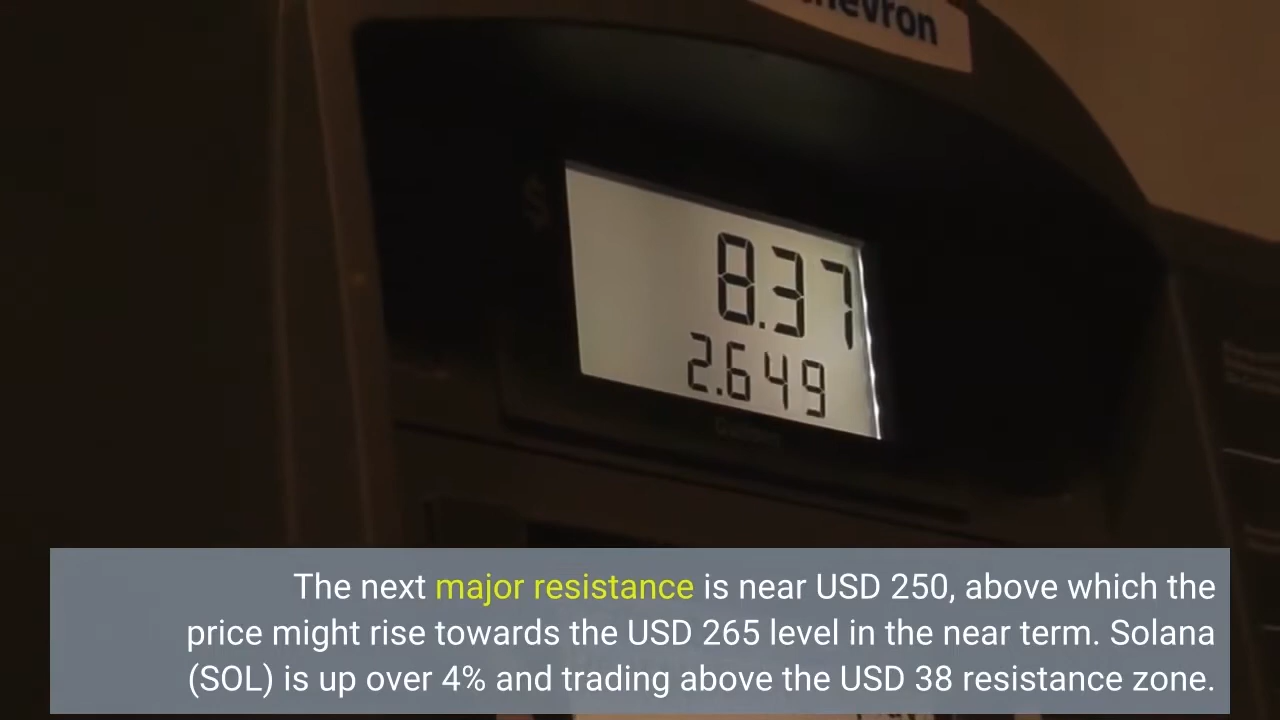 8.37
2.649
The next major resistance is near USD 250, above which the
price might rise towards the USD 265 level in the near term. Solana
(SOL) is up over 4% and trading above the USD 38 resistance zone.